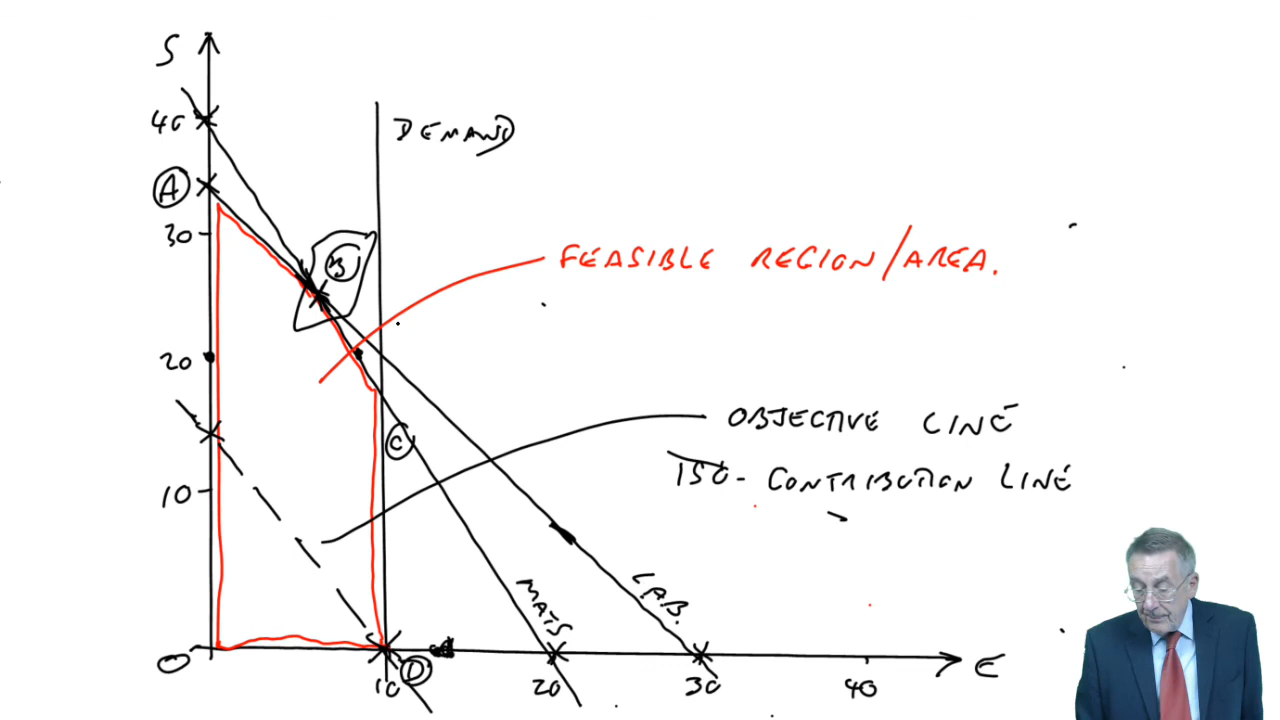 S
40
DEMAND
A
30
B
FEASIBLE REGION/AREA.
20
OBJECTIVE LINE
C
ISO-CONTRIBUTION LINE
10
MATS
LAB.
O
E
D
10
20
30
40